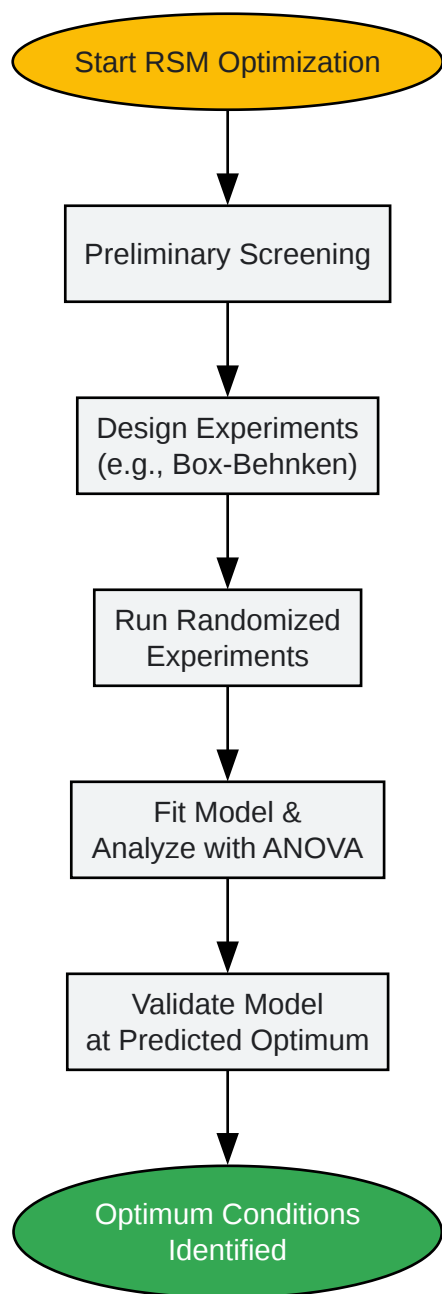 Start RSM Optimization
Preliminary Screening
Design Experiments
(e.g., Box-Behnken)
Run Randomized
Experiments
Fit Model &
Analyze with ANOVA
Validate Model
at Predicted Optimum
Optimum Conditions
Identified